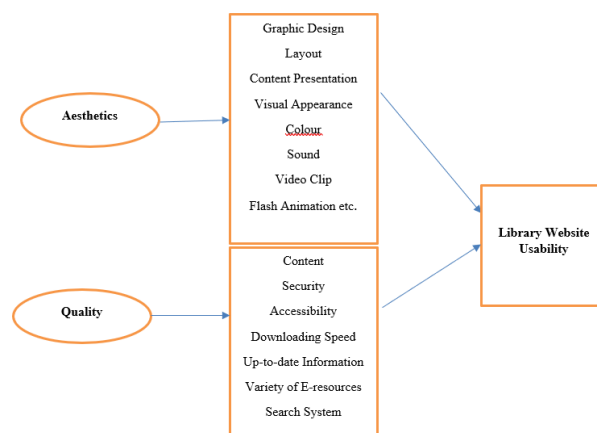 Aesthetics
Graphic Design
Layout
Content Presentation
Visual Appearance
Colour
Sound
Video Clip
Flash Animation etc.
Quality
Content
Security
Accessibility
Downloading Speed
Up-to-date Information
Variety of E-resources
Search System
Library Website
Usability